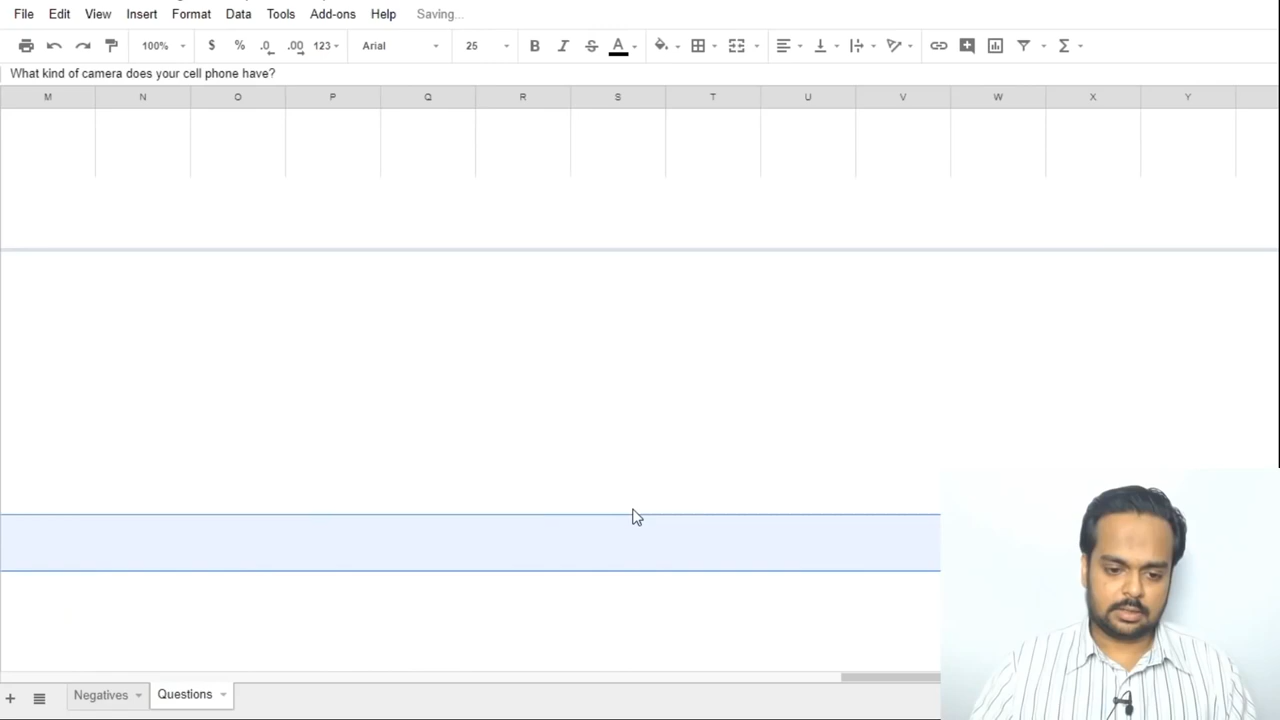 File Edit View Insert Format Data Tools Add-ons Help Saving...
100% $ % .0 .00 123 Arial 25 B I S A
What kind of camera does your cell phone have?
M N O P Q R S T U V W X Y
+ Negatives Questions